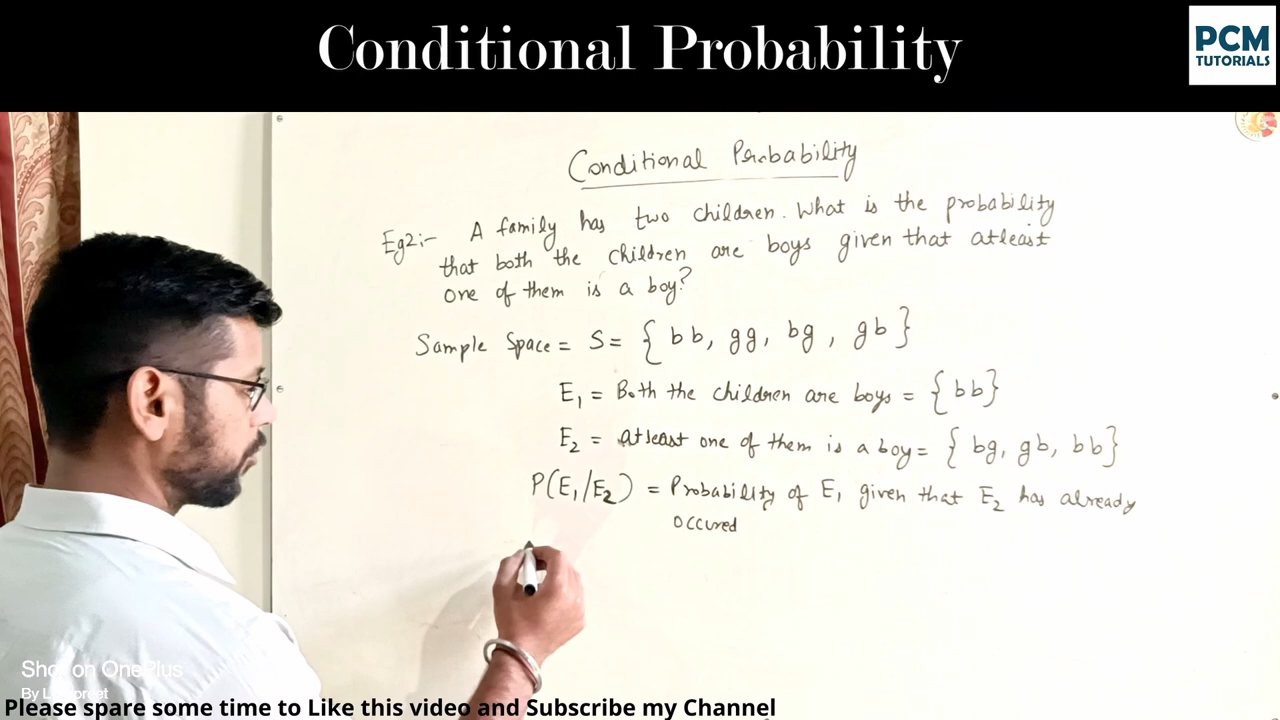 Conditional Probability
PCM
TUTORIALS
Conditional Probability
Eg2:- A family has two children. What is the probability
that both the children are boys given that atleast
one of them is a boy?
Sample Space = S = { bb, gg, bg, gb }
E₁ = Both the children are boys = { bb }
E₂ = atleast one of them is a boy = { bg, gb, bb }
P(E₁/E₂) = Probability of E₁ given that E₂ has already
occured
Shot on OnePlus
Please spare some time to Like this video and Subscribe my Channel